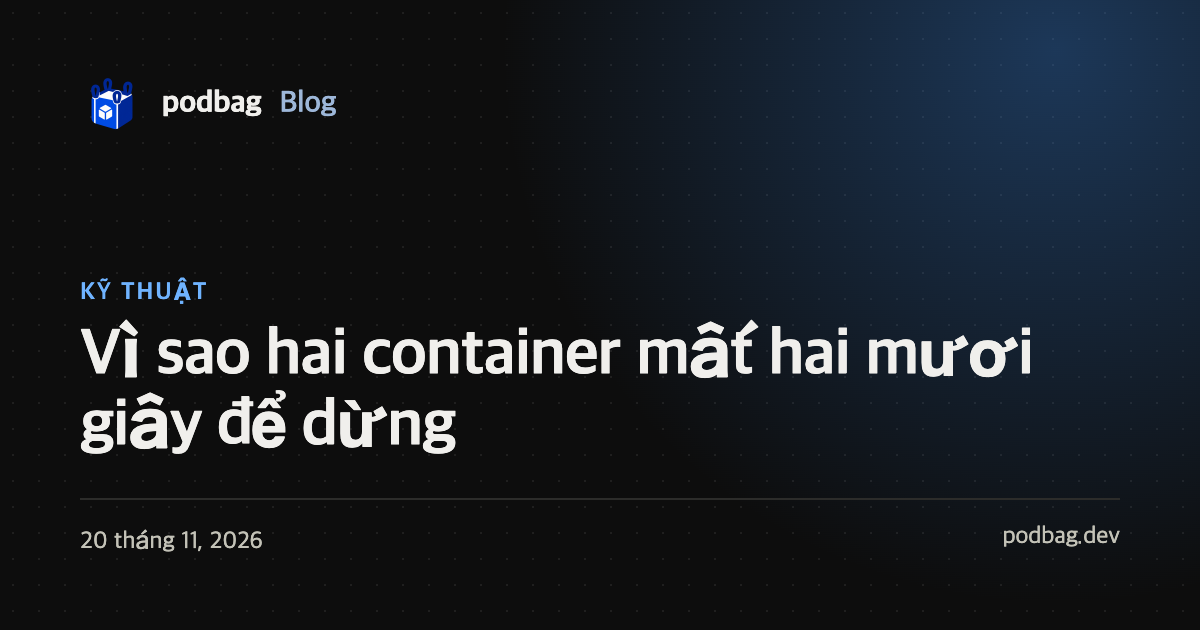 podbag Blog
KỸ THUẬT
Vì sao hai container mất hai mươi
giây để dừng
20 tháng 11, 2026
podbag.dev